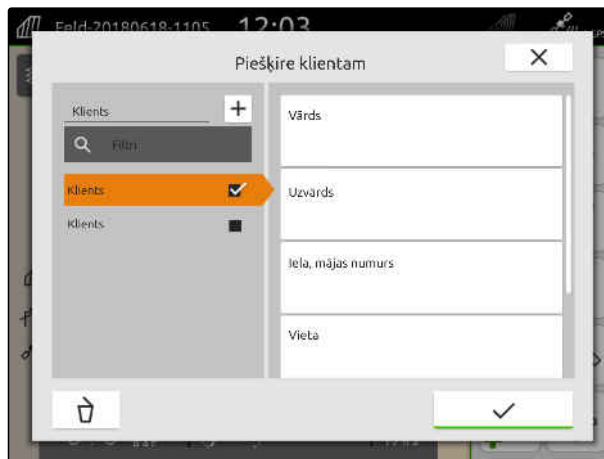 Feld-20180618-1105 12:03
Piešķire klientam
Klients
Filtri
Klients
Klients
Vārds
Uzvārds
Iela, mājas numurs
Vieta